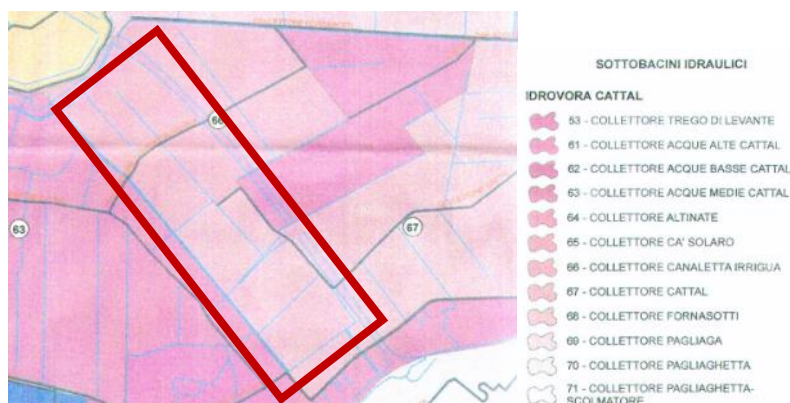 COLLETTORE FORNASOTTI
66
63
67
SOTTOBACINI IDRAULICI
IDROVORA CATTAL
53 - COLLETTORE TREGO DI LEVANTE
61 - COLLETTORE ACQUE ALTE CATTAL
62 - COLLETTORE ACQUE BASSE CATTAL
63 - COLLETTORE ACQUE MEDIE CATTAL
64 - COLLETTORE ALTINATE
65 - COLLETTORE CA' SOLARO
66 - COLLETTORE CANALETTA IRRIGUA
67 - COLLETTORE CATTAL
68 - COLLETTORE FORNASOTTI
69 - COLLETTORE PAGLIAGA
70 - COLLETTORE PAGLIAGHETTA
71 - COLLETTORE PAGLIAGHETTA-
SCOLMATORE